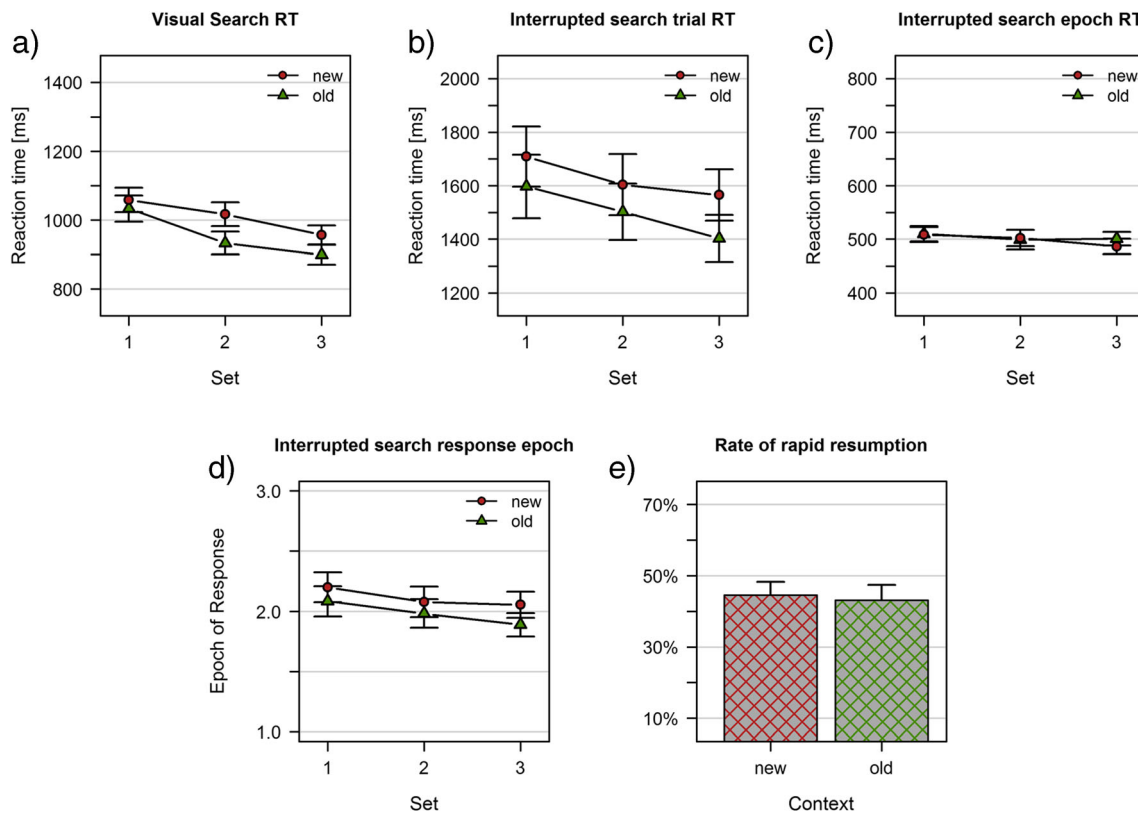 Visual Search RT
a)
1400
1200
1000
800
Reaction time [ms]
new
old
1 2 3
Set
Interrupted search trial RT
b)
2000
1800
1600
1400
1200
Reaction time [ms]
new
old
1 2 3
Set
Interrupted search epoch RT
c)
800
700
600
500
400
Reaction time [ms]
new
old
1 2 3
Set
Interrupted search response epoch
d)
3.0
2.0
1.0
Epoch of Response
new
old
1 2 3
Set
Rate of rapid resumption
e)
70%
50%
30%
10%
new old
Context